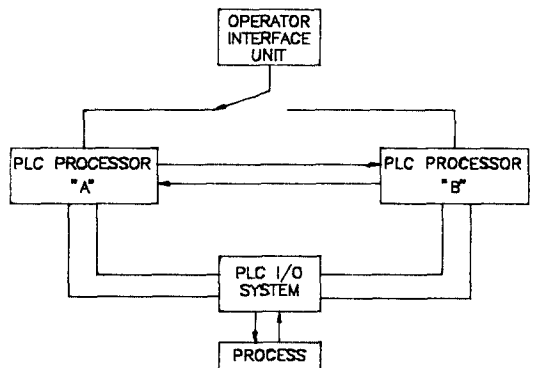 OPERATOR
INTERFACE
UNIT
PLC PROCESSOR
"A"
PLC PROCESSOR
"B"
PLC I/O
SYSTEM
PROCESS